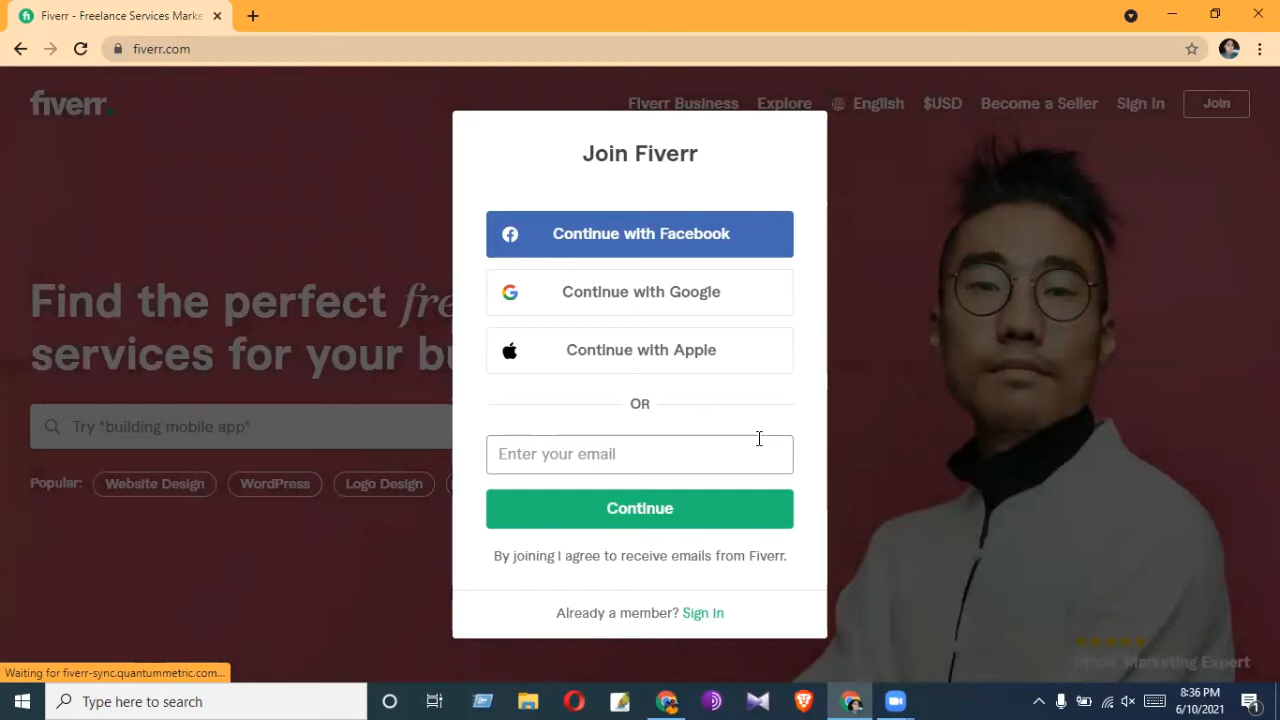 Fiverr - Freelance Services Marke
fiverr.com
fiverr.
Fiverr Business Explore English $USD Become a Seller Sign In Join
Join Fiverr
Continue with Facebook
Continue with Google
Continue with Apple
OR
Enter your email
Continue
By joining I agree to receive emails from Fiverr.
Already a member? Sign In
Find the perfect fre
services for your bu
Try "building mobile app"
Popular: Website Design WordPress Logo Design
Marketing Expert
Waiting for fiverr-sync.quantummetric.com...
Type here to search
8:36 PM
6/10/2021
1